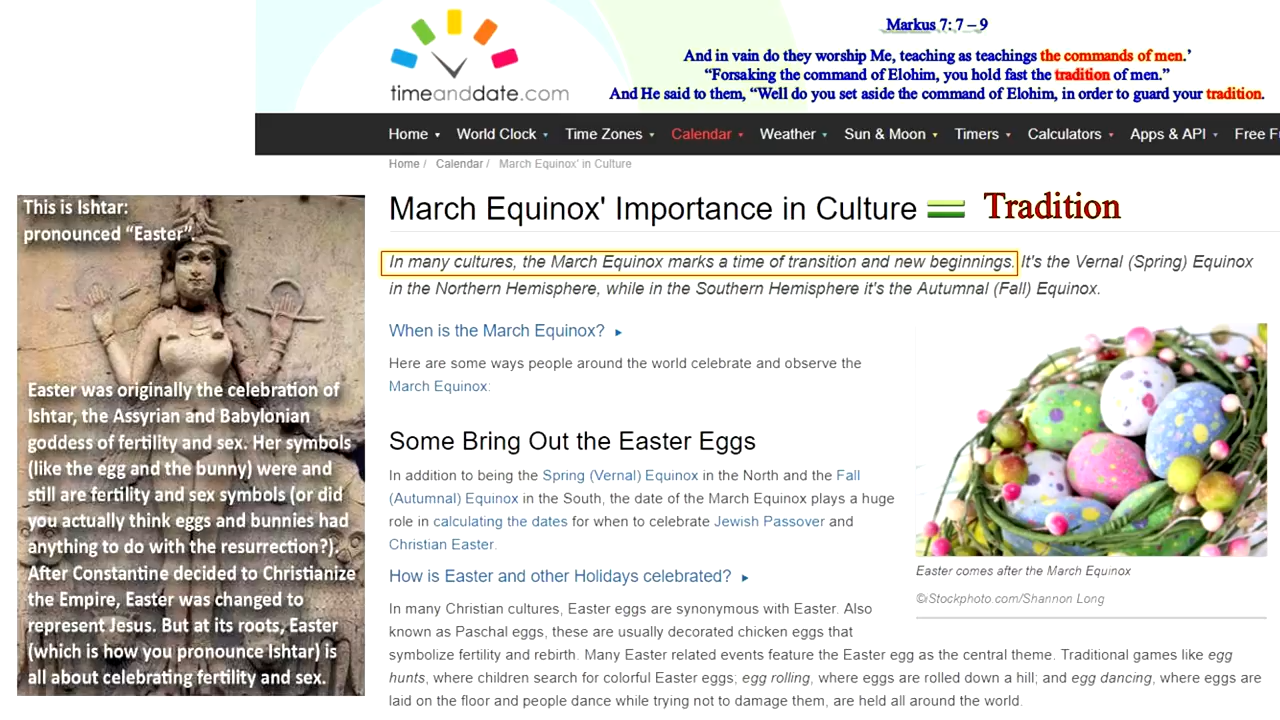 timeanddate.com
Markus 7: 7 – 9
And in vain do they worship Me, teaching as teachings the commands of men.’
“Forsaking the command of Elohim, you hold fast the tradition of men.”
And He said to them, “Well do you set aside the command of Elohim, in order to guard your tradition.
Home World Clock Time Zones Calendar Weather Sun & Moon Timers Calculators Apps & API Free F
Home / Calendar / March Equinox' in Culture
This is Ishtar:
pronounced “Easter”.
Easter was originally the celebration of
Ishtar, the Assyrian and Babylonian
goddess of fertility and sex. Her symbols
(like the egg and the bunny) were and
still are fertility and sex symbols (or did
you actually think eggs and bunnies had
anything to do with the resurrection?).
After Constantine decided to Christianize
the Empire, Easter was changed to
represent Jesus. But at its roots, Easter
(which is how you pronounce Ishtar) is
all about celebrating fertility and sex.
March Equinox' Importance in Culture = Tradition
In many cultures, the March Equinox marks a time of transition and new beginnings. It's the Vernal (Spring) Equinox
in the Northern Hemisphere, while in the Southern Hemisphere it's the Autumnal (Fall) Equinox.
When is the March Equinox?
Here are some ways people around the world celebrate and observe the
March Equinox:
Some Bring Out the Easter Eggs
In addition to being the Spring (Vernal) Equinox in the North and the Fall
(Autumnal) Equinox in the South, the date of the March Equinox plays a huge
role in calculating the dates for when to celebrate Jewish Passover and
Christian Easter.
How is Easter and other Holidays celebrated?
Easter comes after the March Equinox
©iStockphoto.com/Shannon Long
In many Christian cultures, Easter eggs are synonymous with Easter. Also
known as Paschal eggs, these are usually decorated chicken eggs that
symbolize fertility and rebirth. Many Easter related events feature the Easter egg as the central theme. Traditional games like egg
hunts, where children search for colorful Easter eggs; egg rolling, where eggs are rolled down a hill; and egg dancing, where eggs are
laid on the floor and people dance while trying not to damage them, are held all around the world.